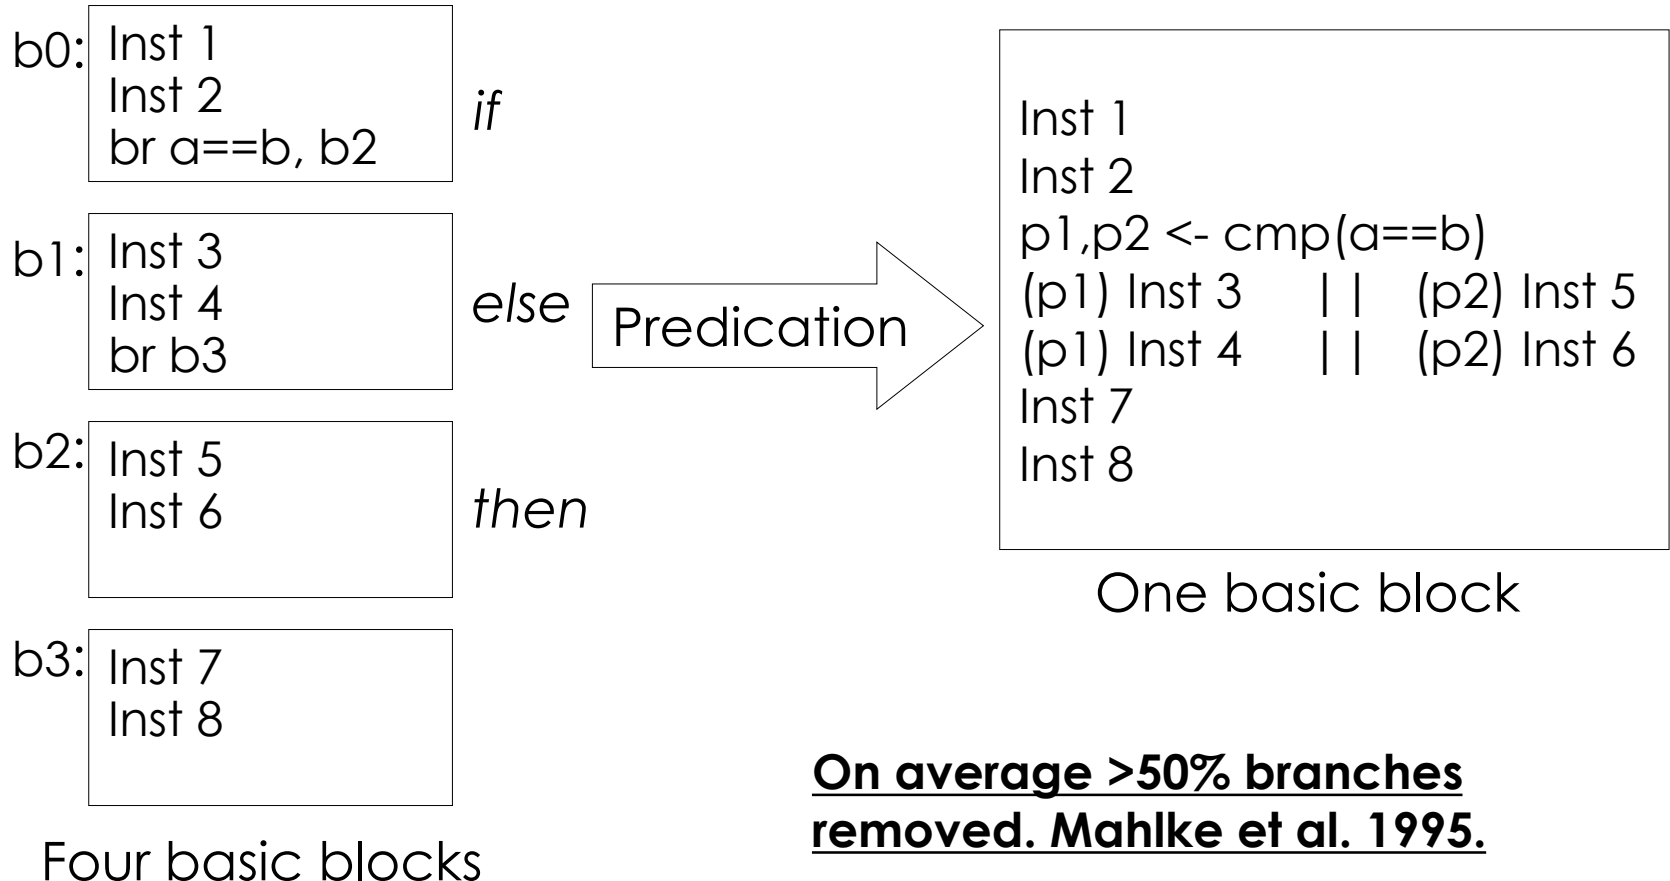 b0:
Inst 1
Inst 2
br a==b, b2
if
b1:
Inst 3
Inst 4
br b3
else
b2:
Inst 5
Inst 6
then
b3:
Inst 7
Inst 8
Four basic blocks
Predication
Inst 1
Inst 2
p1,p2 <- cmp(a==b)
(p1) Inst 3 || (p2) Inst 5
(p1) Inst 4 || (p2) Inst 6
Inst 7
Inst 8
One basic block
On average >50% branches
removed. Mahlke et al. 1995.